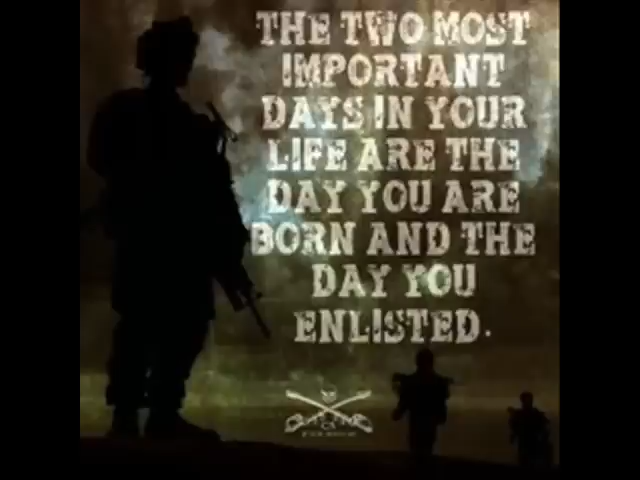 THE TWO MOST
IMPORTANT
DAYS IN YOUR
LIFE ARE THE
DAY YOU ARE
BORN AND THE
DAY YOU
ENLISTED.